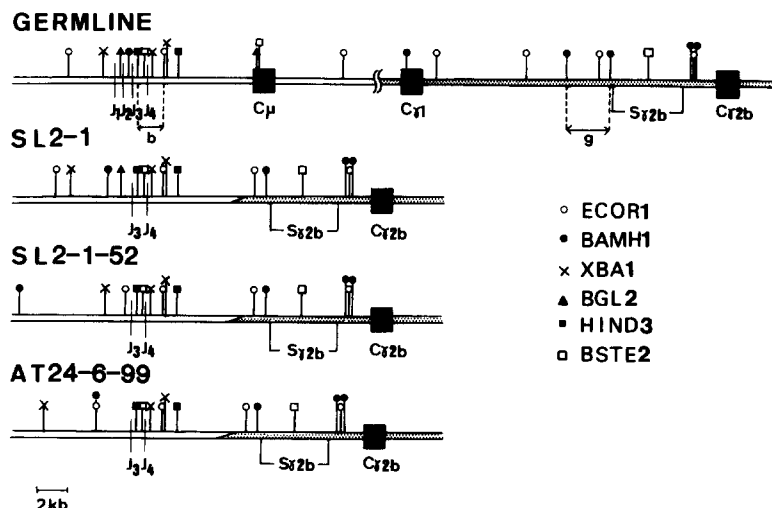 GERMLINE
J1 J2 J3 J4 Cμ Cγ1 Sγ2b Cγ2b
b g
SL2-1
J3 J4 Sγ2b Cγ2b
SL2-1-52
J3 J4 Sγ2b Cγ2b
AT24-6-99
J3 J4 Sγ2b Cγ2b
2kb
ECOR1
BAMH1
XBA1
BGL2
HIND3
BSTE2